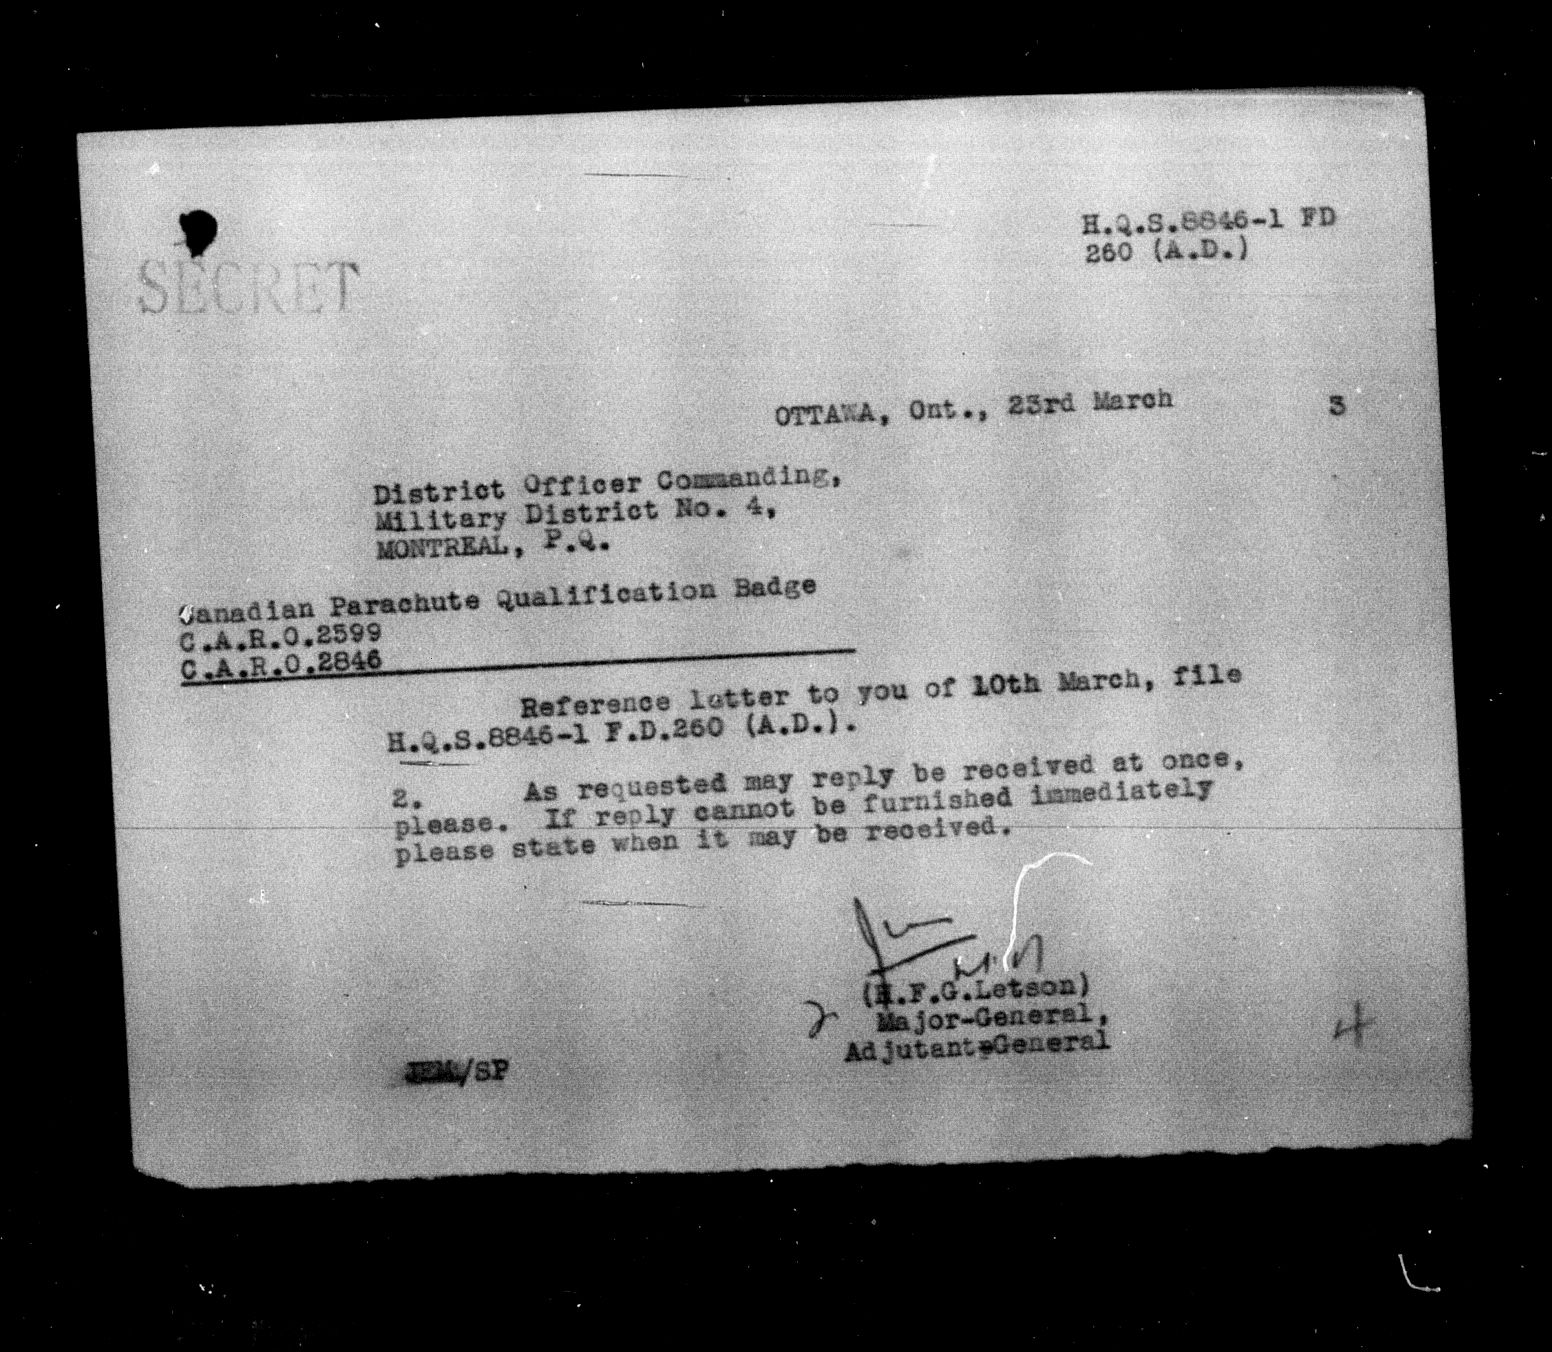 H.Q.S.8846-1 FD
260 (A.D.)
SECRET
OTTAWA, Ont., 23rd March 3
District Officer Commanding,
Military District No. 4,
MONTREAL, P.Q.
Canadian Parachute Qualification Badge
C.A.R.O.2599
C.A.R.O.2846
Reference letter to you of 10th March, file
H.Q.S.8846-1 F.D.260 (A.D.).
2. As requested may reply be received at once,
please. If reply cannot be furnished immediately
please state when it may be received.
(H.F.G.Letson)
Major-General,
Adjutant-General
JEM/SP
4